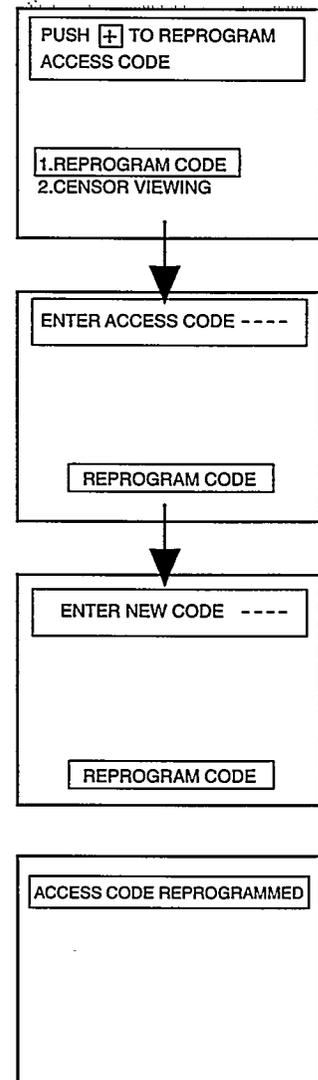 PUSH + TO REPROGRAM
ACCESS CODE
1.REPROGRAM CODE
2.CENSOR VIEWING
ENTER ACCESS CODE ----
REPROGRAM CODE
ENTER NEW CODE ----
REPROGRAM CODE
ACCESS CODE REPROGRAMMED